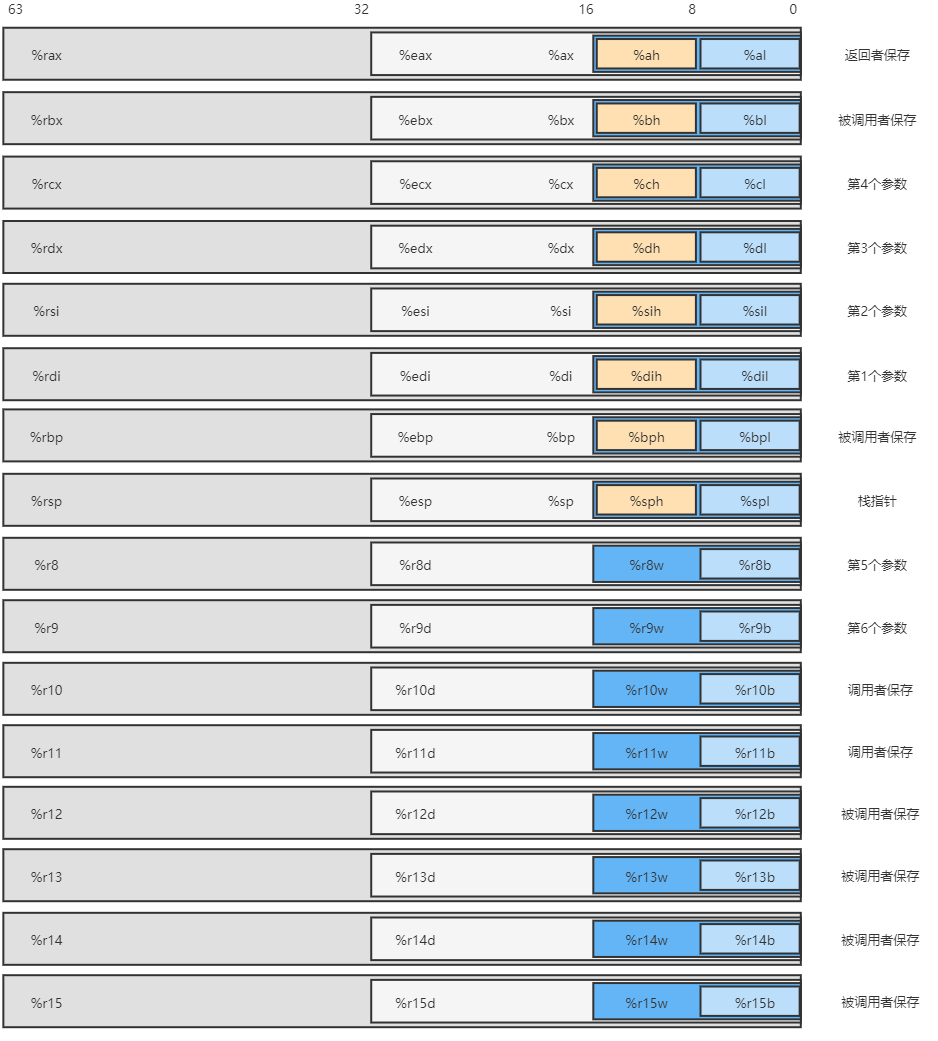 63 32 16 8 0
%rax %eax %ax %ah %al 返回者保存
%rbx %ebx %bx %bh %bl 被调用者保存
%rcx %ecx %cx %ch %cl 第4个参数
%rdx %edx %dx %dh %dl 第3个参数
%rsi %esi %si %sih %sil 第2个参数
%rdi %edi %di %dih %dil 第1个参数
%rbp %ebp %bp %bph %bpl 被调用者保存
%rsp %esp %sp %sph %spl 栈指针
%r8 %r8d %r8w %r8b 第5个参数
%r9 %r9d %r9w %r9b 第6个参数
%r10 %r10d %r10w %r10b 调用者保存
%r11 %r11d %r11w %r11b 调用者保存
%r12 %r12d %r12w %r12b 被调用者保存
%r13 %r13d %r13w %r13b 被调用者保存
%r14 %r14d %r14w %r14b 被调用者保存
%r15 %r15d %r15w %r15b 被调用者保存